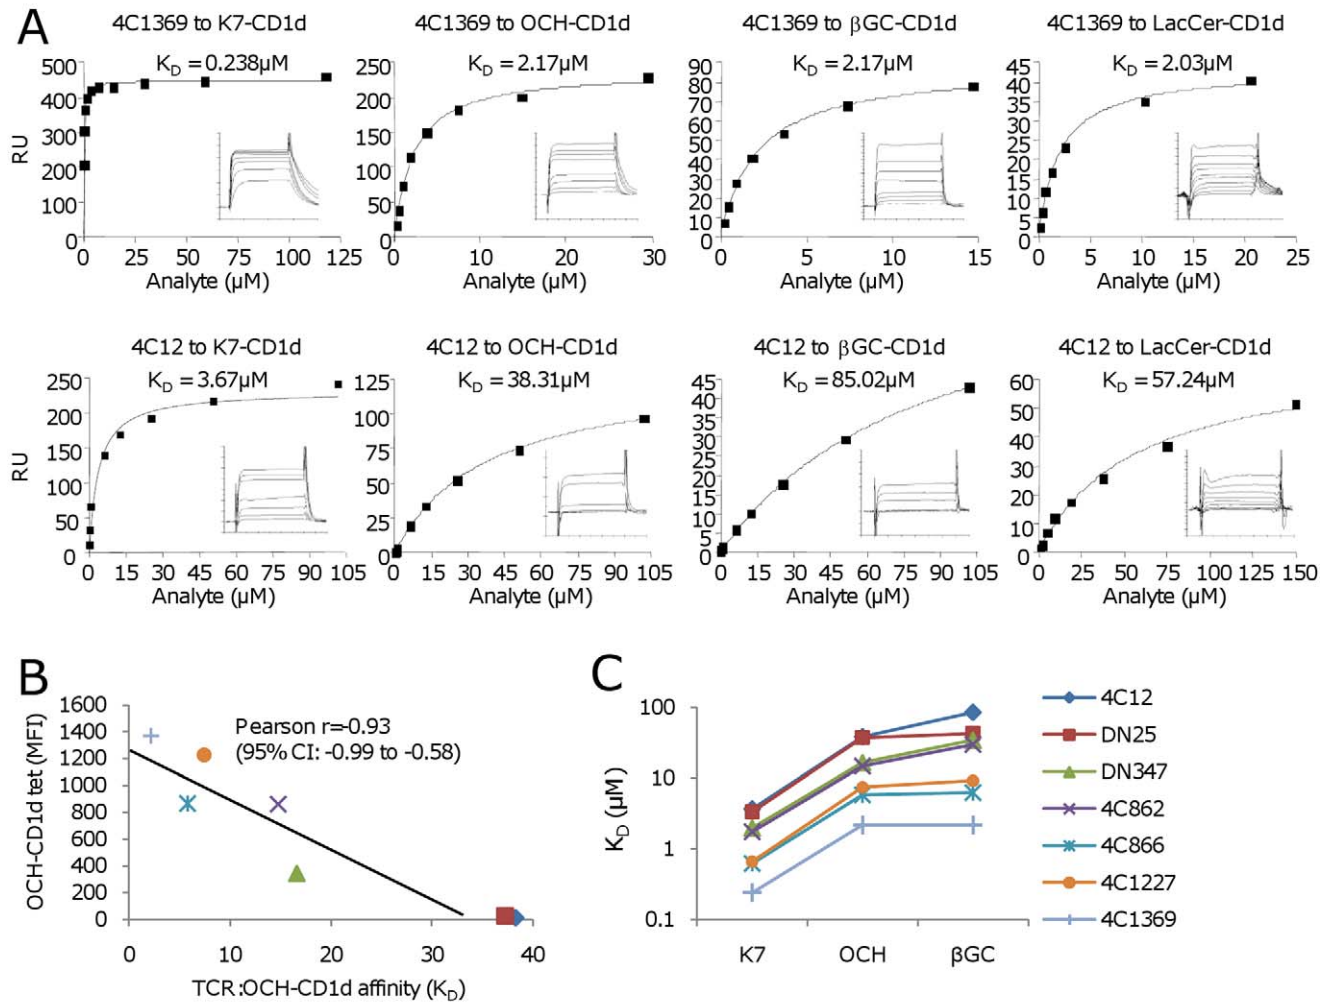 A
4C1369 to K7-CD1d
K_D = 0.238µM
RU
500
400
300
200
100
0
0 25 50 75 100 125
Analyte (µM)
4C1369 to OCH-CD1d
K_D = 2.17µM
250
200
150
100
50
0
0 10 20 30
Analyte (µM)
4C1369 to βGC-CD1d
K_D = 2.17µM
90
80
70
60
50
40
30
20
10
0
0 5 10 15
Analyte (µM)
4C1369 to LacCer-CD1d
K_D = 2.03µM
45
40
35
30
25
20
15
10
5
0
0 5 10 15 20 25
Analyte (µM)
4C12 to K7-CD1d
K_D = 3.67µM
RU
250
200
150
100
50
0
0 15 30 45 60 75 90 105
Analyte (µM)
4C12 to OCH-CD1d
K_D = 38.31µM
125
100
75
50
25
0
0 15 30 45 60 75 90 105
Analyte (µM)
4C12 to βGC-CD1d
K_D = 85.02µM
45
40
35
30
25
20
15
10
5
0
0 15 30 45 60 75 90 105
Analyte (µM)
4C12 to LacCer-CD1d
K_D = 57.24µM
60
50
40
30
20
10
0
0 25 50 75 100 125 150
Analyte (µM)
B
OCH-CD1d tet (MFI)
1600
1400
1200
1000
800
600
400
200
0
Pearson r=-0.93
(95% CI: -0.99 to -0.58)
0 10 20 30 40
TCR:OCH-CD1d affinity (K_D)
C
K_D (µM)
100
10
1
0.1
K7 OCH βGC
4C12
DN25
DN347
4C862
4C866
4C1227
4C1369